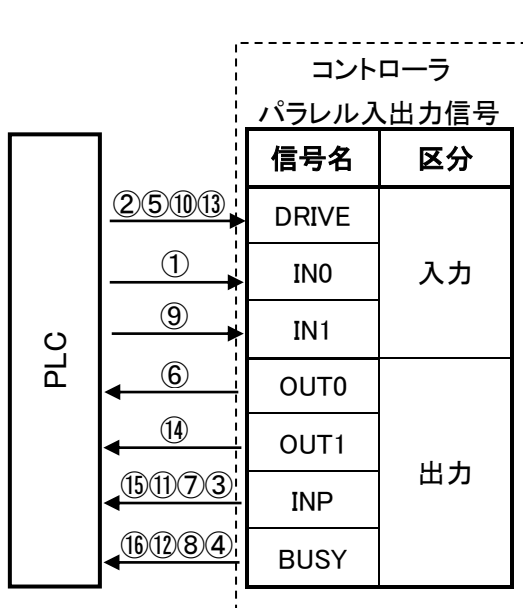 コントローラ
パラレル入出力信号
信号名 区分
②⑤⑩⑬ DRIVE
① IN0 入力
⑨ IN1
PLC
⑥ OUT0
⑭ OUT1
出力
⑮⑪⑦③ INP
⑯⑫⑧④ BUSY